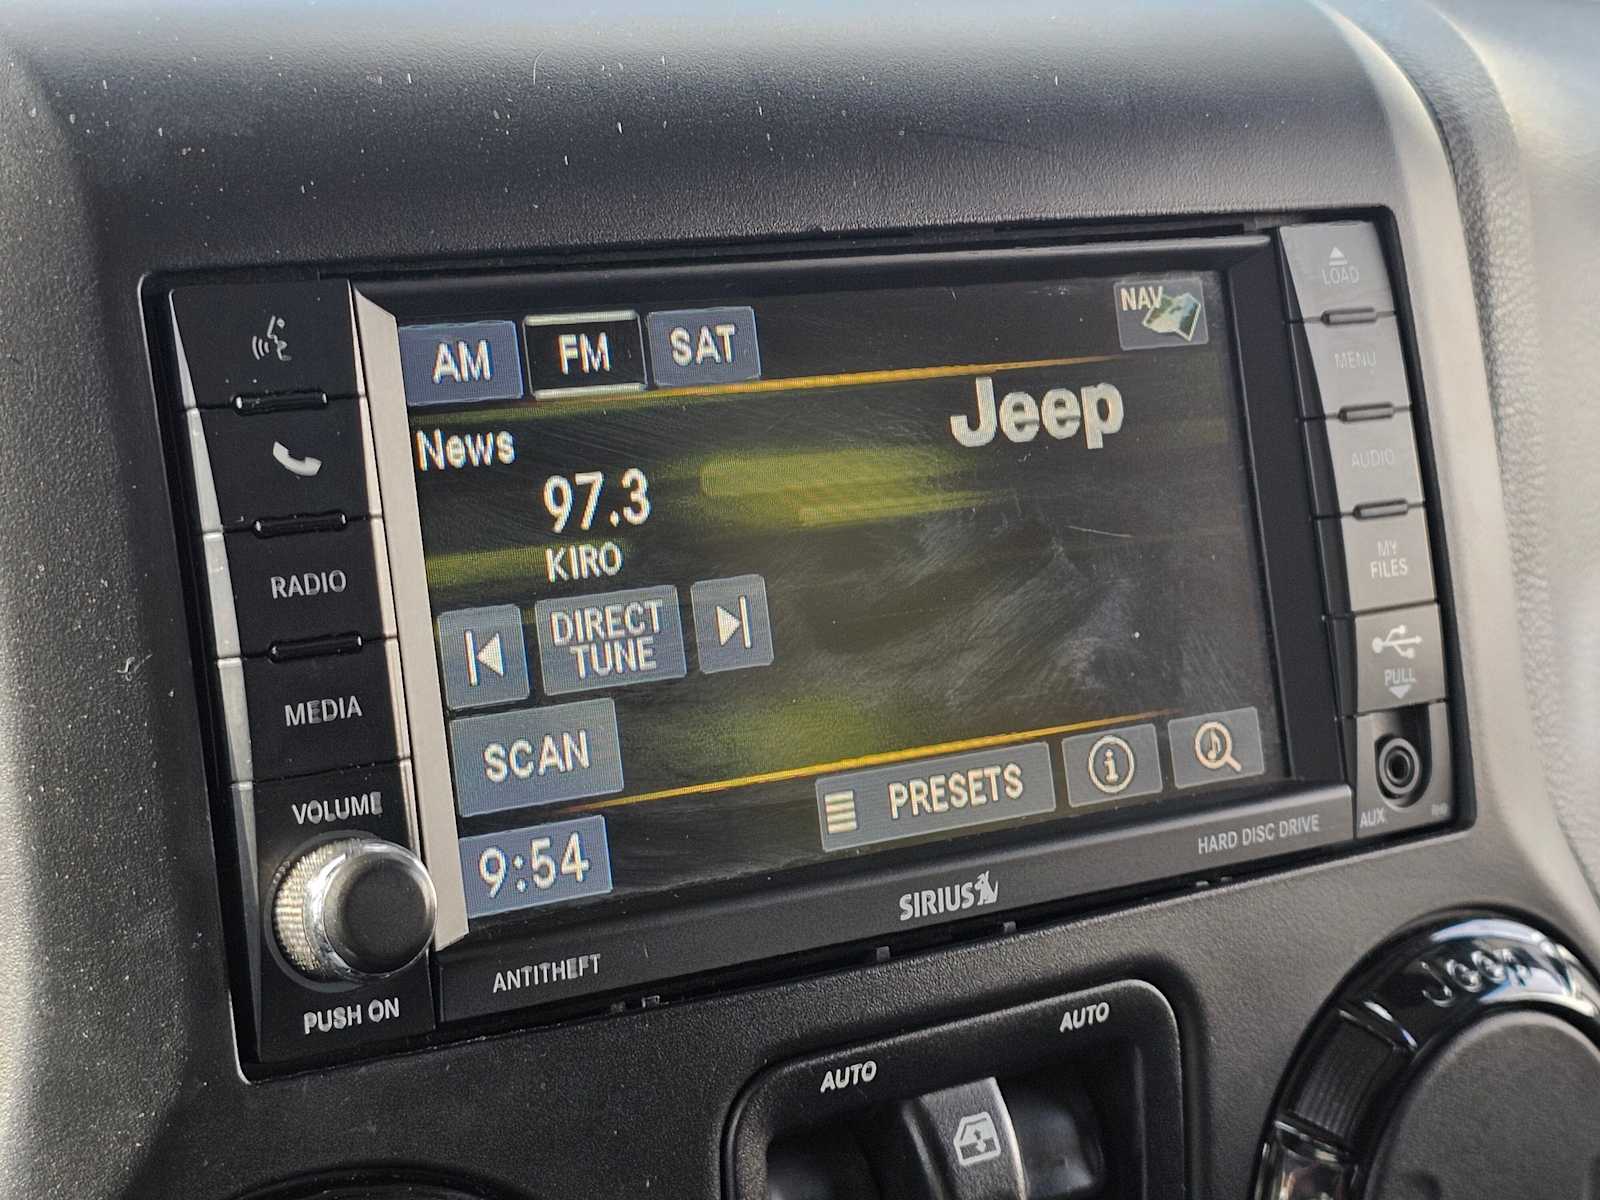 LOAD
NAV
AM FM SAT
MENU
Jeep
News
AUDIO
97.3
KIRO
MY
FILES
RADIO
DIRECT
TUNE
PULL
MEDIA
SCAN
VOLUME
PRESETS
AUX
9:54
HARD DISC DRIVE
SIRIUS
ANTITHEFT
PUSH ON
Jeep
AUTO
AUTO